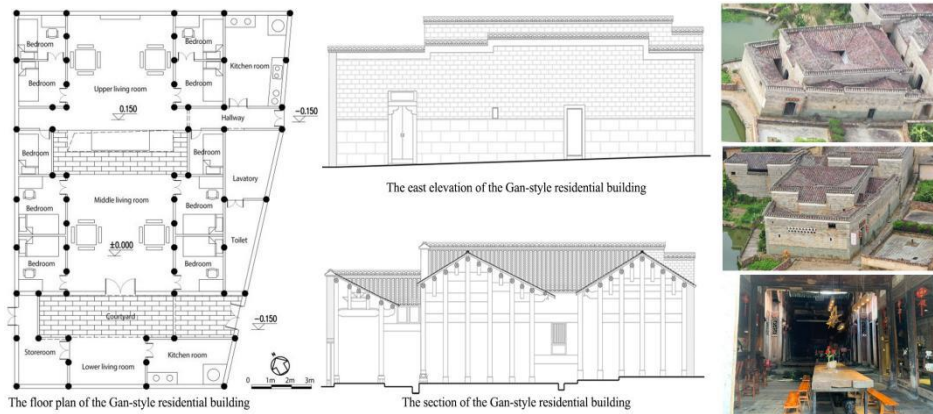 Bedroom
Bedroom
Bedroom
Bedroom
Kitchen room
Upper living room
0.150
-0.150
Hallway
Bedroom
Bedroom
Lavatory
Middle living room
Bedroom
Bedroom
Toilet
±0.000
Bedroom
Bedroom
Courtyard
-0.150
-0.150
Storeroom
Lower living room
Kitchen room
N
0 1m 2m 3m
The floor plan of the Gan-style residential building
The east elevation of the Gan-style residential building
The section of the Gan-style residential building